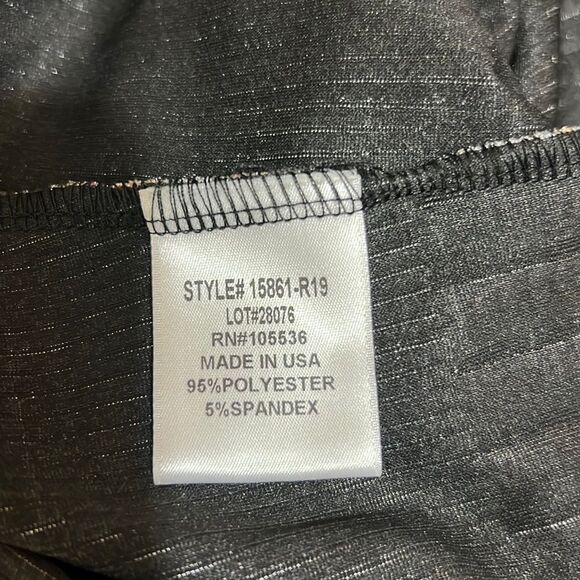 STYLE# 15861-R19
LOT#28076
RN#105536
MADE IN USA
95%POLYESTER
5%SPANDEX